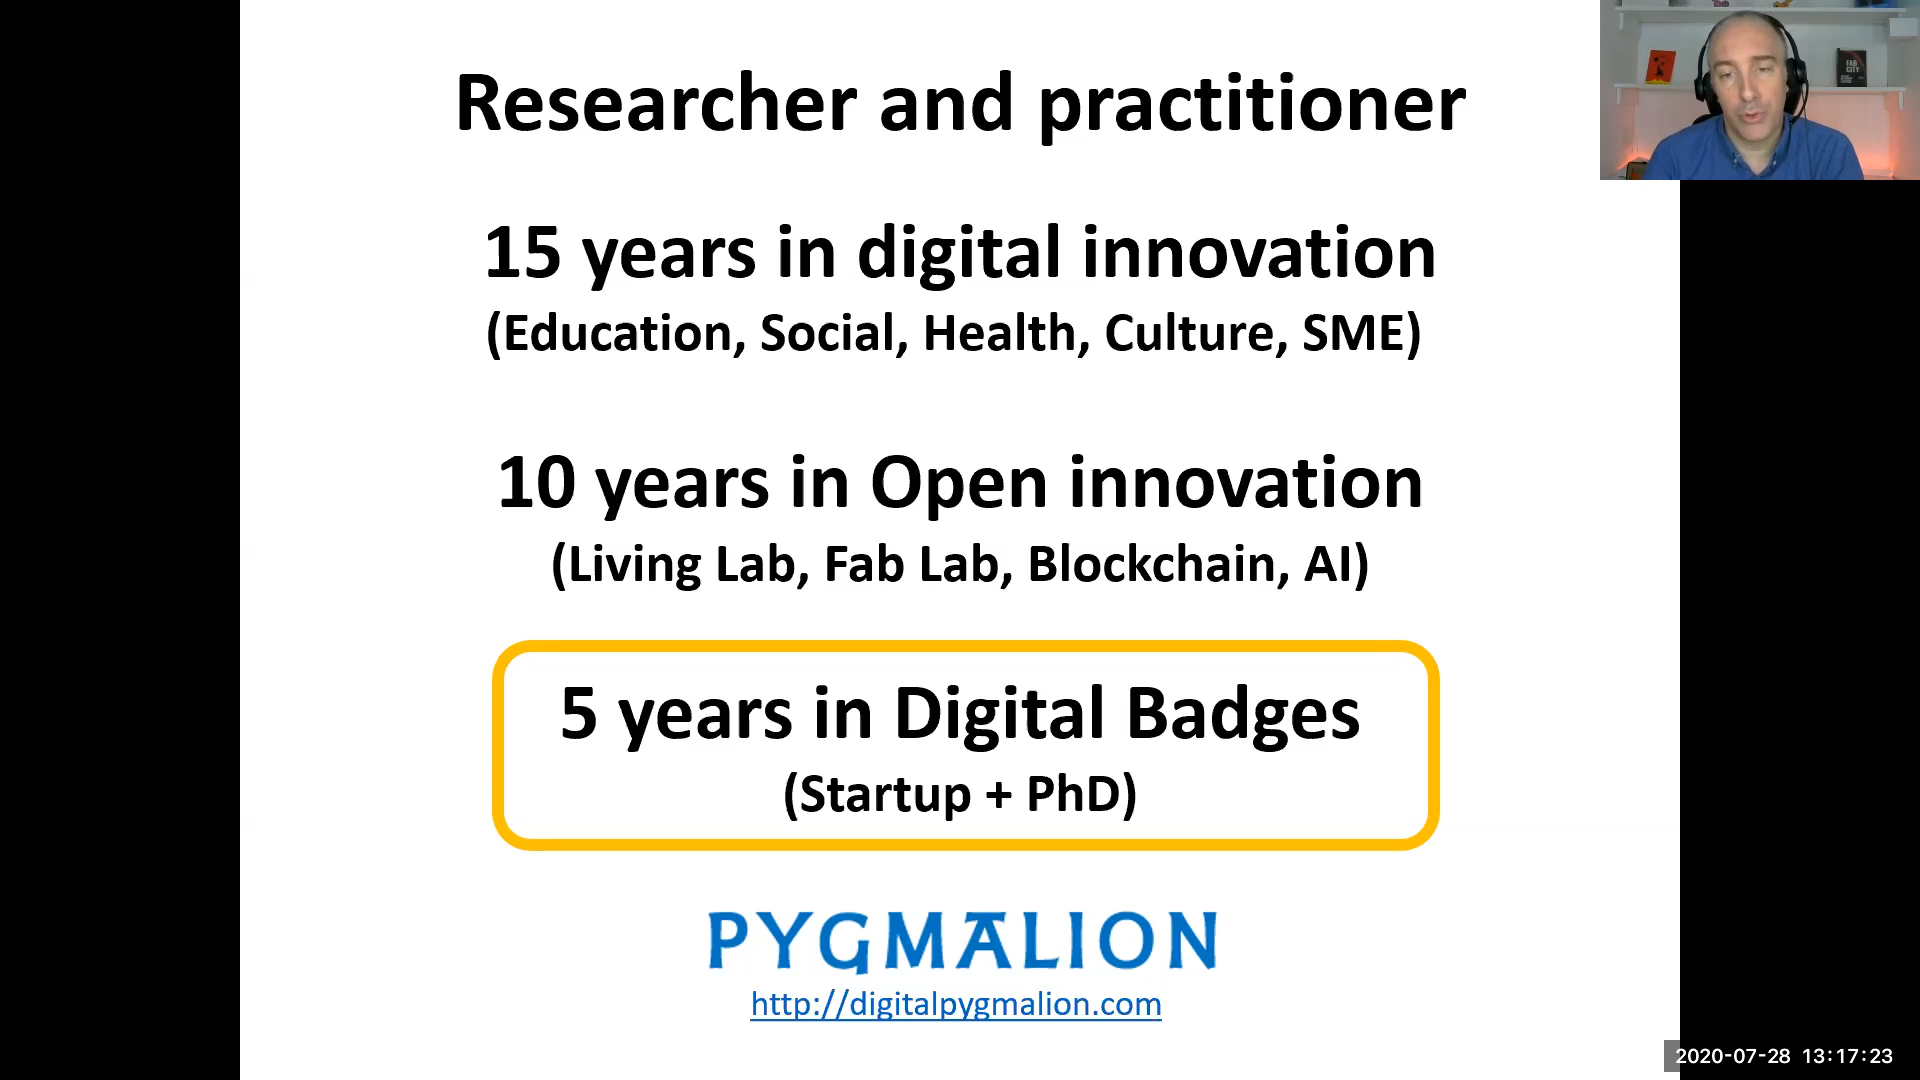 Researcher and practitioner
15 years in digital innovation
(Education, Social, Health, Culture, SME)
10 years in Open innovation
(Living Lab, Fab Lab, Blockchain, AI)
5 years in Digital Badges
(Startup + PhD)
PYGMALION
http://digitalpygmalion.com
FAB
CITY
2020-07-28 13:17:23